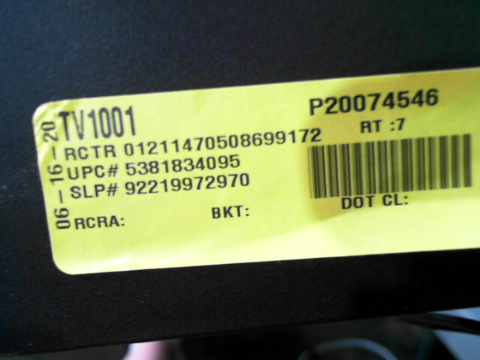 06-16-20
TV1001
P20074546
RCTR 01211470508699172
RT :7
UPC# 5381834095
SLP# 92219972970
RCRA:
BKT:
DOT CL: